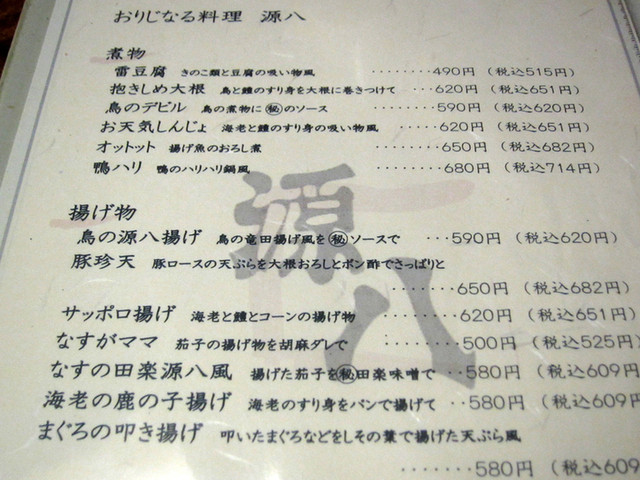 おりじなる料理 源八
煮物
雷豆腐 きのこ類と豆腐の吸い物風 ········490円（税込515円）
抱きしめ大根 鳥と鱧のすり身を大根に巻きつけて ···620円（税込651円）
鳥のデビル 鳥の煮物に㊙のソース ········590円（税込620円）
お天気しんじょ 海老と鱧のすり身の吸い物風 ·····620円（税込651円）
オットット 揚げ魚のおろし煮 ········650円（税込682円）
鴨ハリ 鴨のハリハリ鍋風 ········680円（税込714円）
源八
揚げ物
鳥の源八揚げ 鳥の竜田揚げ風を㊙ソースで ···590円（税込620円）
豚珍天 豚ロースの天ぷらを大根おろしとポン酢でさっぱりと
········650円（税込682円）
サッポロ揚げ 海老と鱧とコーンの揚げ物 ········620円（税込651円）
なすがママ 茄子の揚げ物を胡麻ダレで ········500円（税込525円）
なすの田楽源八風 揚げた茄子を㊙田楽味噌で ··580円（税込609円
海老の鹿の子揚げ 海老のすり身をパンで揚げて ··580円（税込609円
まぐろの叩き揚げ 叩いたまぐろなどをしその葉で揚げた天ぷら風
········580円（税込609